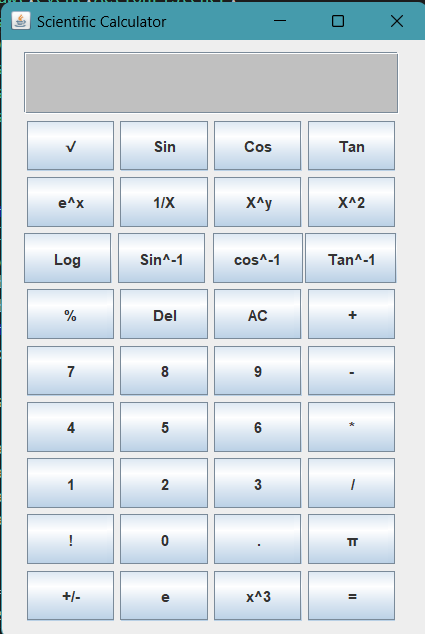 Scientific Calculator
√ Sin Cos Tan
e^x 1/X X^y X^2
Log Sin^-1 cos^-1 Tan^-1
% Del AC +
7 8 9 -
4 5 6 *
1 2 3 /
! 0 . π
+/- e x^3 =